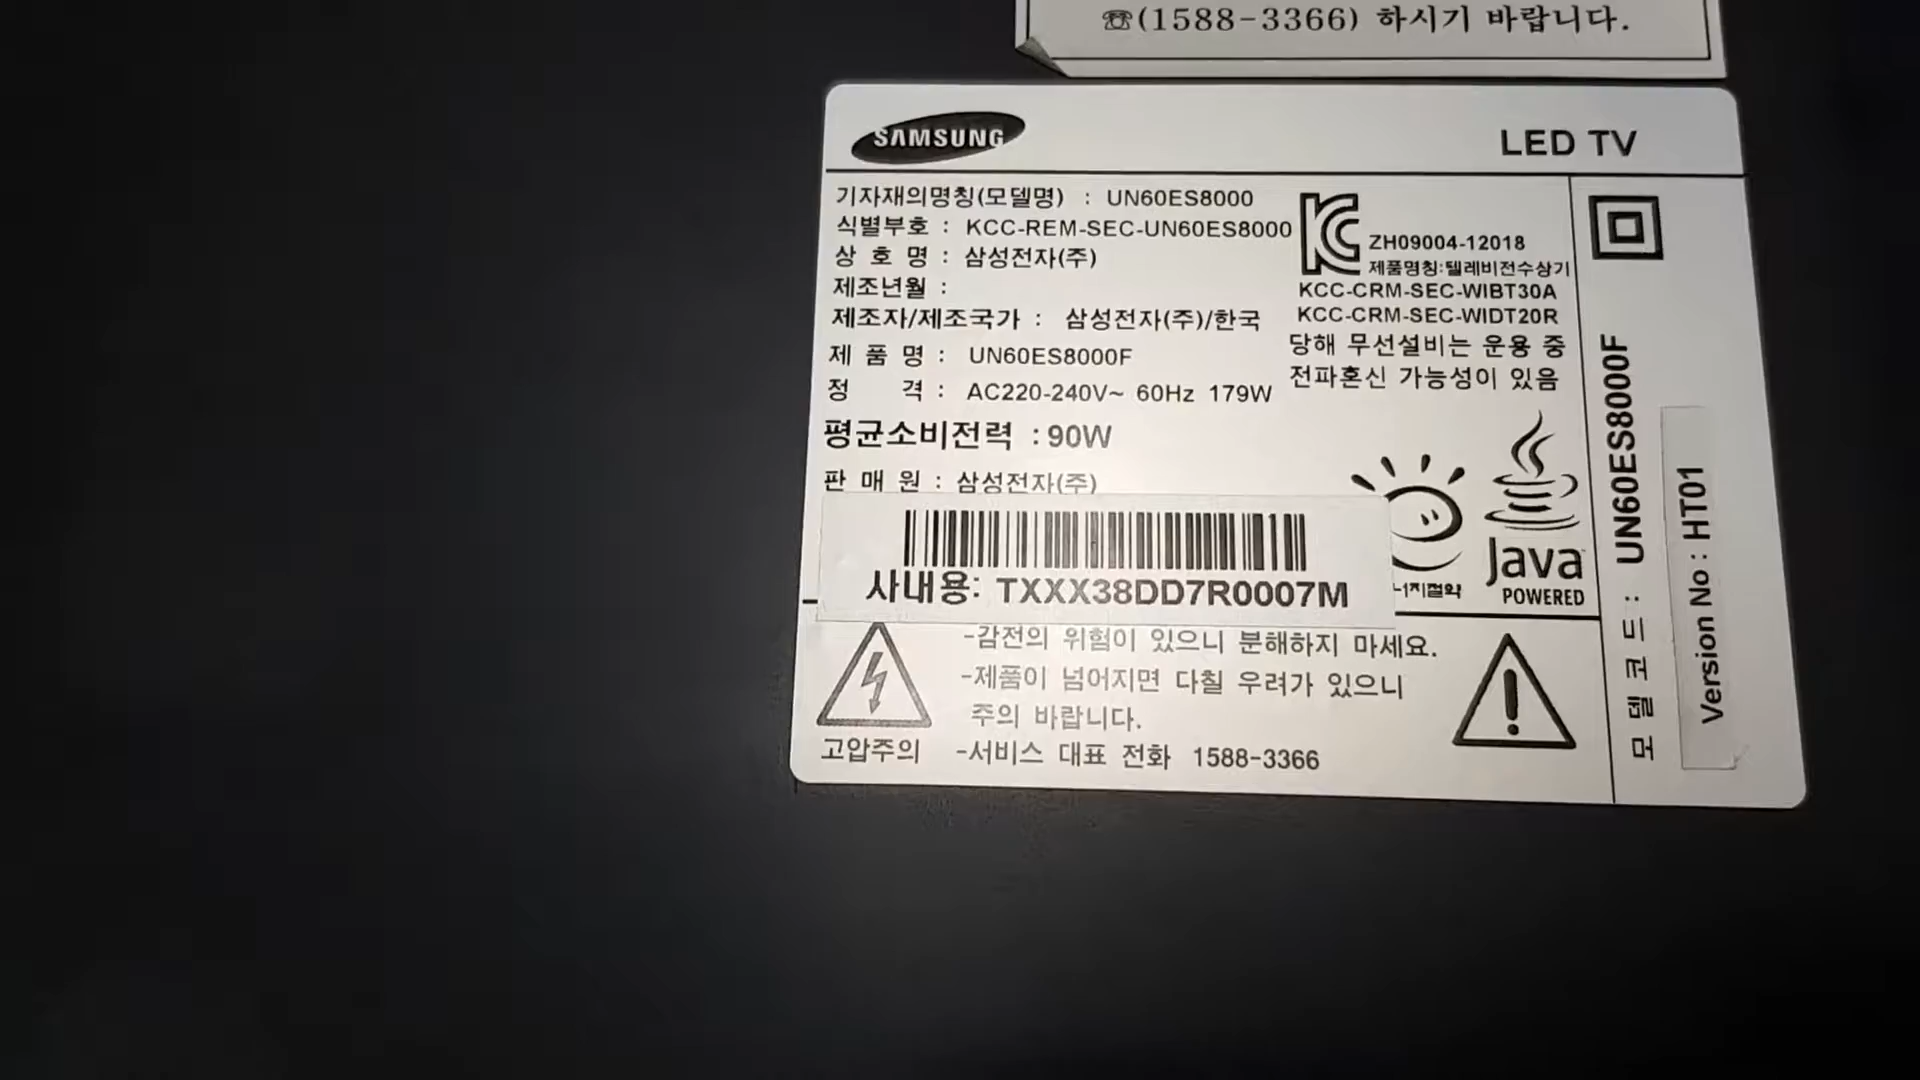 ☏(1588-3366) 하시기 바랍니다.
SAMSUNG
LED TV
기자재의명칭(모델명) : UN60ES8000
식별부호 : KCC-REM-SEC-UN60ES8000
상 호 명 : 삼성전자(주)
제조년월 :
제조자/제조국가 : 삼성전자(주)/한국
제 품 명 : UN60ES8000F
정 격 : AC220-240V~ 60Hz 179W
평균소비전력 : 90W
판 매 원 : 삼성전자(주)
ZH09004-12018
제품명칭:텔레비전수상기
KCC-CRM-SEC-WIBT30A
KCC-CRM-SEC-WIDT20R
당해 무선설비는 운용 중
전파혼신 가능성이 있음
너지절약
Java
POWERED
사내용: TXXX38DD7R0007M
고압주의
-감전의 위험이 있으니 분해하지 마세요.
-제품이 넘어지면 다칠 우려가 있으니
주의 바랍니다.
-서비스 대표 전화 1588-3366
모 델 코 드 : UN60ES8000F
Version No : HT01